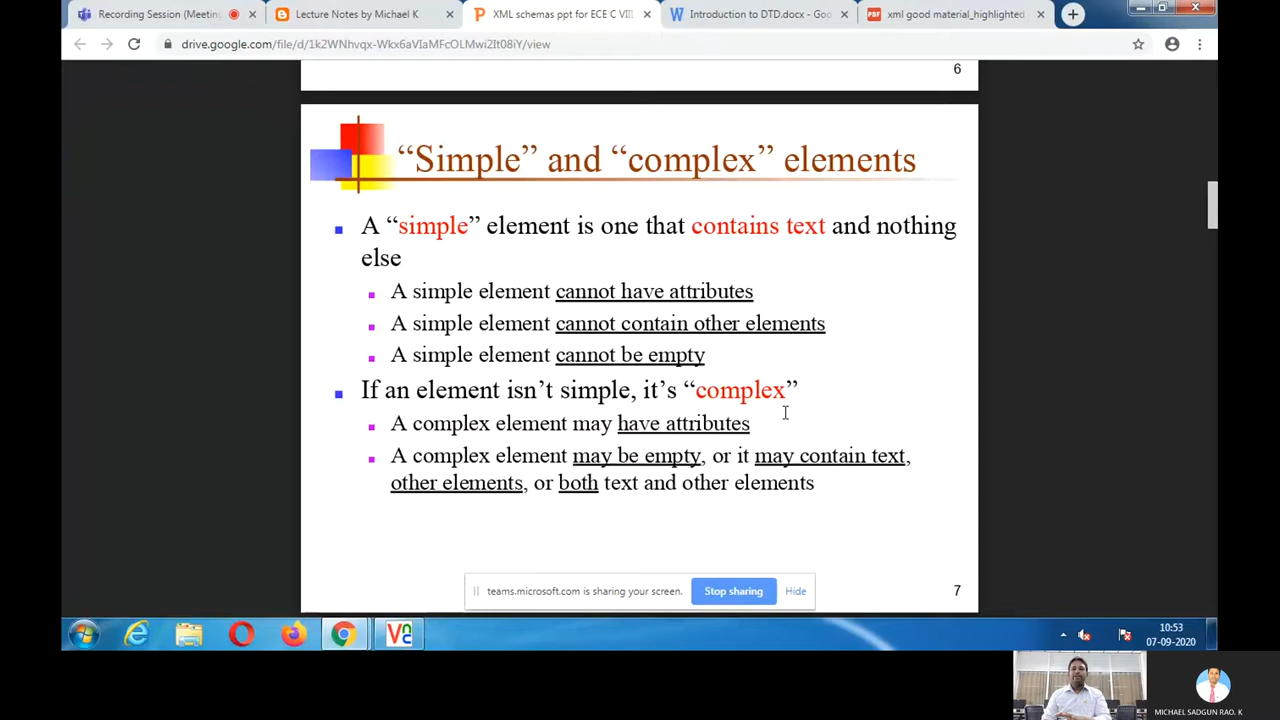 Recording Session (Meetin
Lecture Notes by Michael K
XML schemas ppt for ECE C VIII
Introduction to DTD.docx - Goo
xml good material_highlighted
drive.google.com/file/d/1k2WNhvqx-Wkx6aVIaMFcOLMwi2It08iY/view
6
“Simple” and “complex” elements
A “simple” element is one that contains text and nothing
else
A simple element cannot have attributes
A simple element cannot contain other elements
A simple element cannot be empty
If an element isn’t simple, it’s “complex”
A complex element may have attributes
A complex element may be empty, or it may contain text,
other elements, or both text and other elements
teams.microsoft.com is sharing your screen.
Stop sharing
Hide
7
10:53
07-09-2020
MICHAEL SADGUN RAO. K